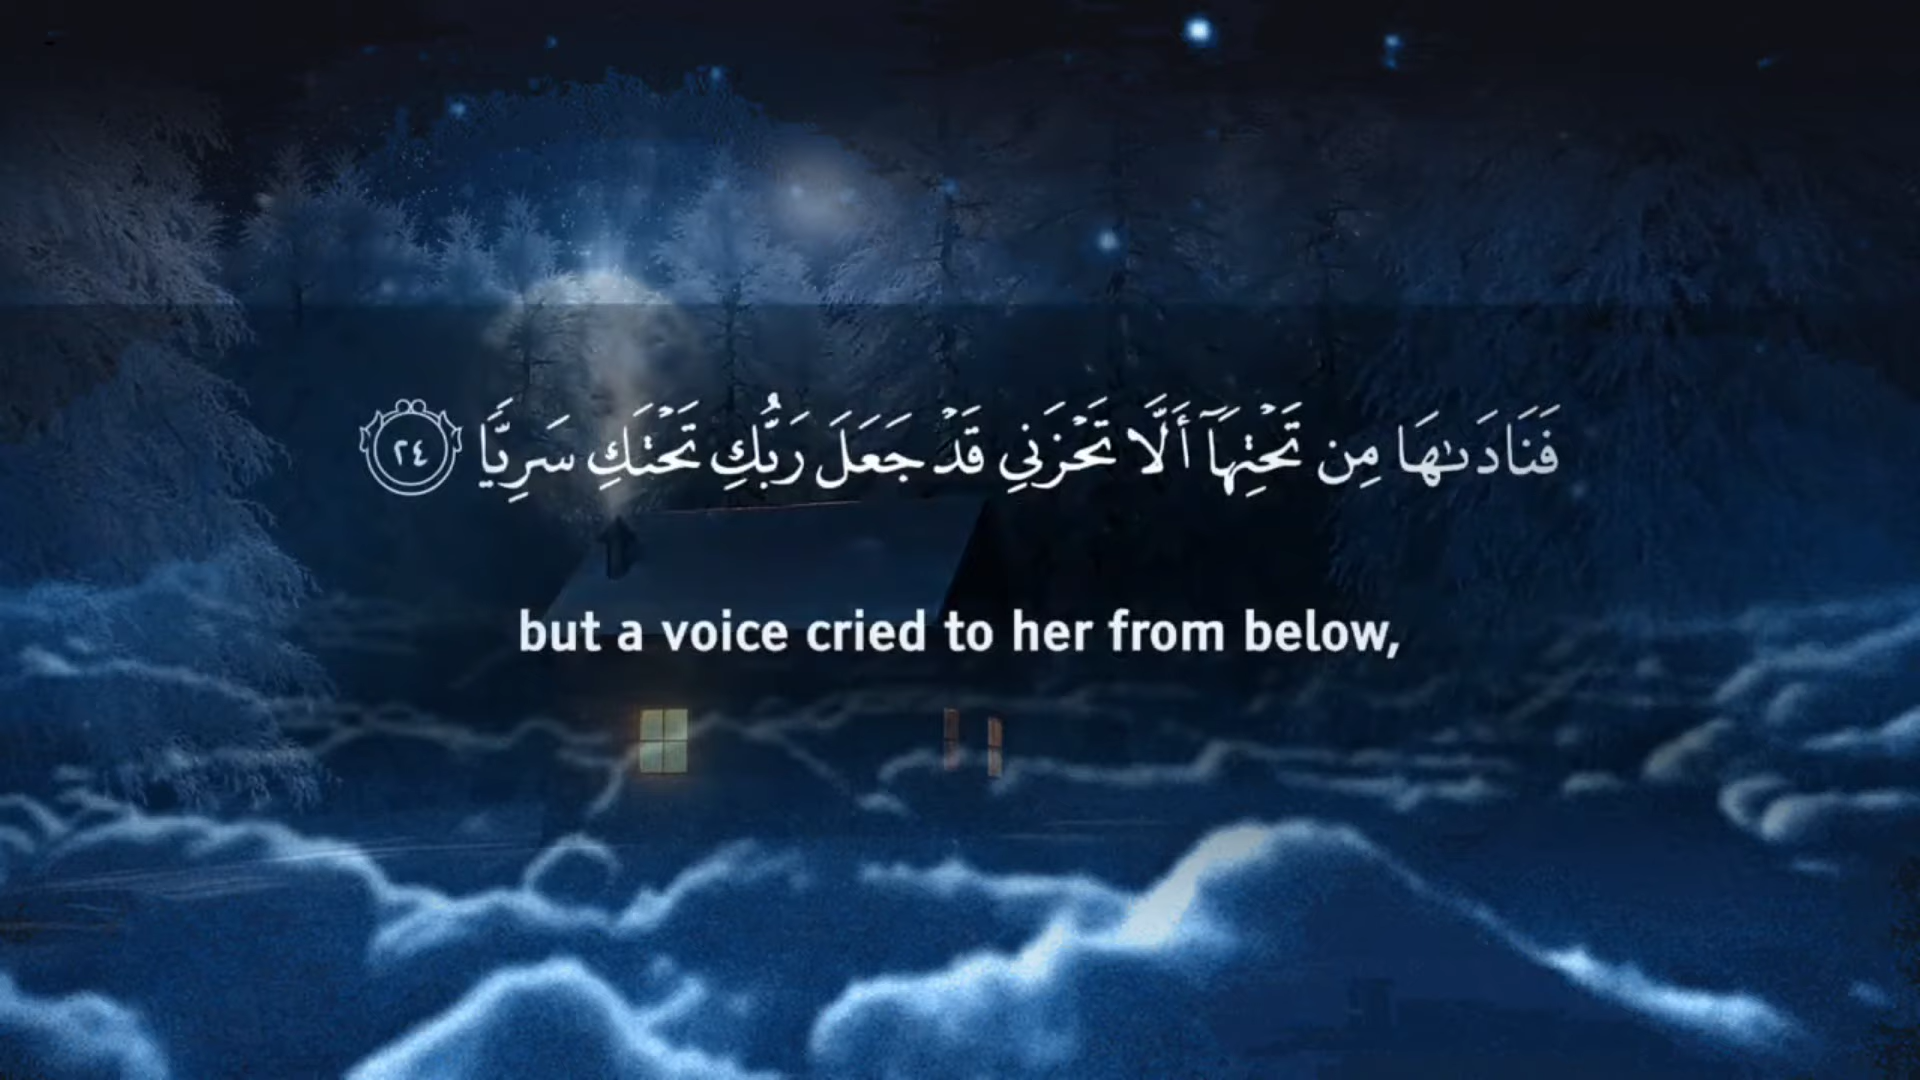 فَنَادَىٰهَا مِن تَحْتِهَآ أَلَّا تَحْزَنِي قَدْ جَعَلَ رَبُّكِ تَحْتَكِ سَرِيًّا ٢٤
but a voice cried to her from below,